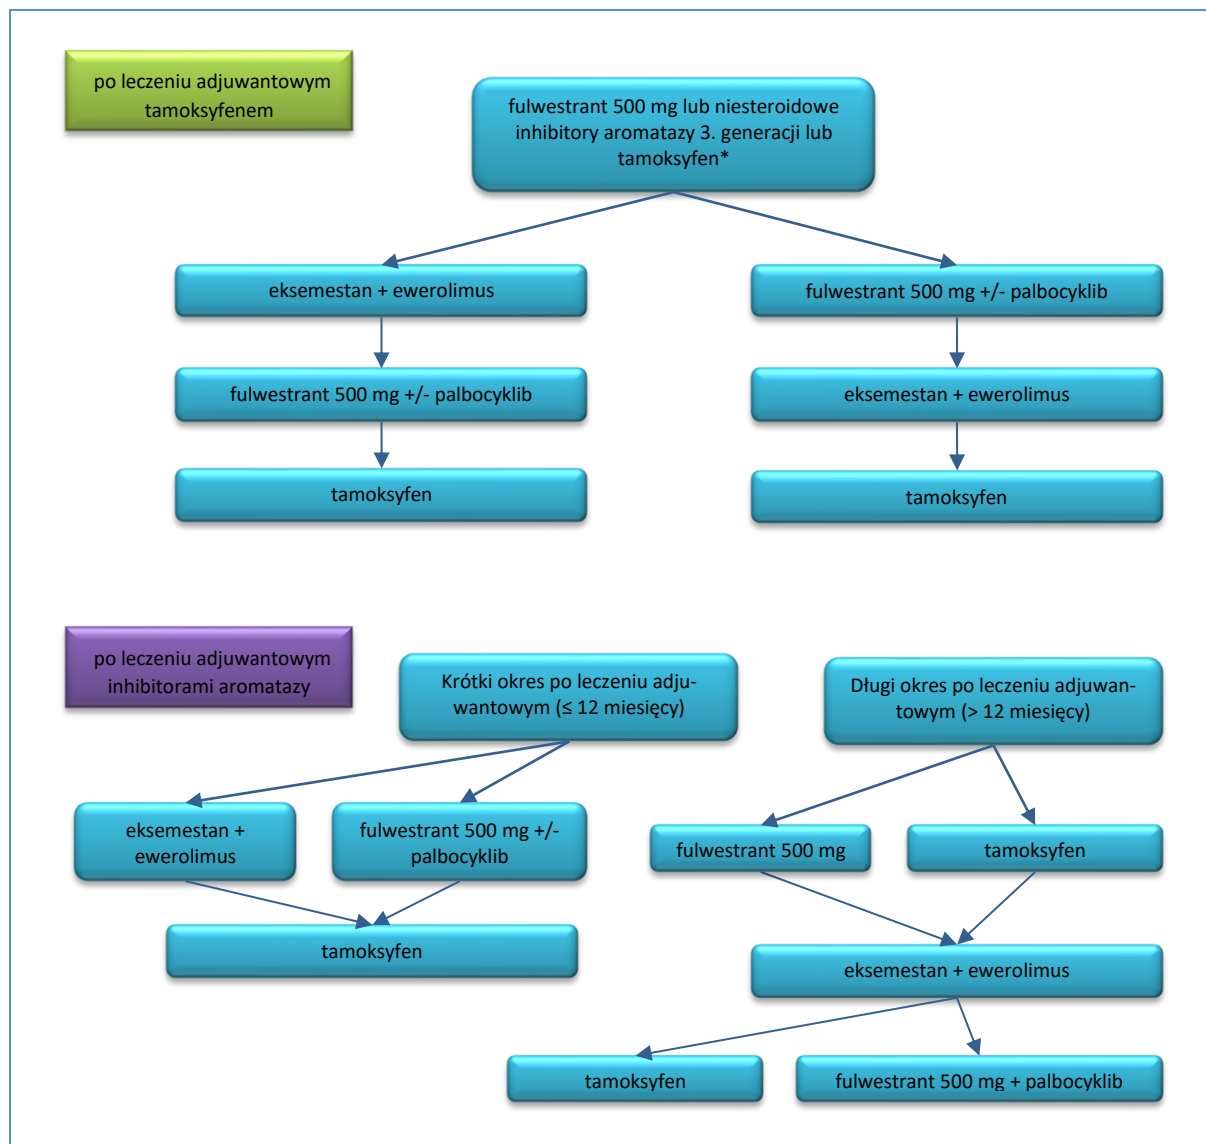 po leczeniu adjuwantowym
tamoksyfenem
fulwestrant 500 mg lub niesteroidowe
inhibitory aromatazy 3. generacji lub
tamoksyfen*
eksemestan + ewerolimus
fulwestrant 500 mg +/- palbocyklib
fulwestrant 500 mg +/- palbocyklib
eksemestan + ewerolimus
tamoksyfen
tamoksyfen
po leczeniu adjuwantowym
inhibitorami aromatazy
Krótki okres po leczeniu adju-
wantowym (≤ 12 miesięcy)
Długi okres po leczeniu adjuwan-
towym (> 12 miesięcy)
eksemestan +
ewerolimus
fulwestrant 500 mg +/-
palbocyklib
fulwestrant 500 mg
tamoksyfen
tamoksyfen
eksemestan + ewerolimus
tamoksyfen
fulwestrant 500 mg + palbocyklib